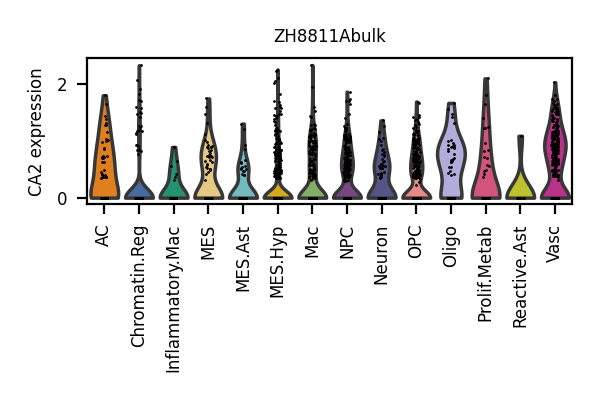 ZH8811Abulk
CA2 expression
2
0
AC
Chromatin.Reg
Inflammatory.Mac
MES
MES.Ast
MES.Hyp
Mac
NPC
Neuron
OPC
Oligo
Prolif.Metab
Reactive.Ast
Vasc